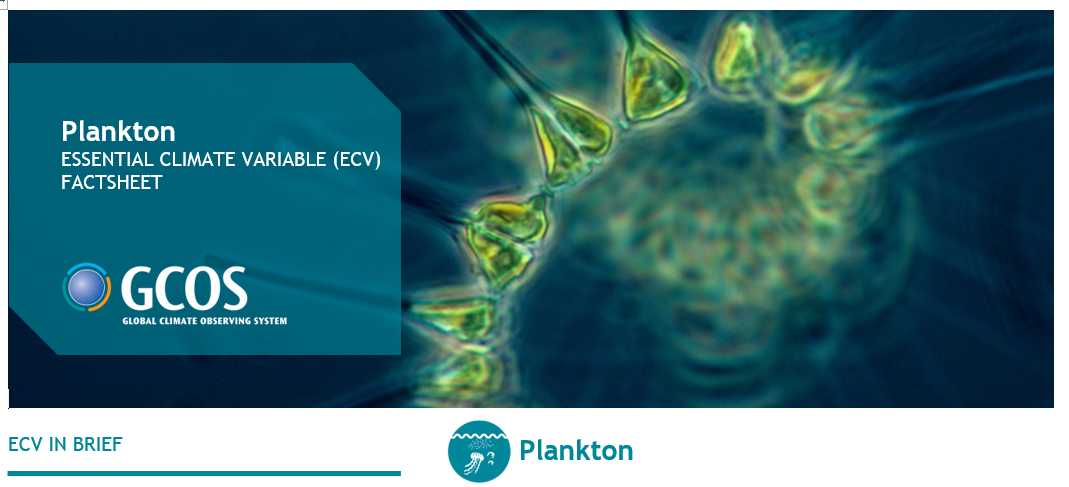 Plankton
ESSENTIAL CLIMATE VARIABLE (ECV)
FACTSHEET
GCOS
GLOBAL CLIMATE OBSERVING SYSTEM
ECV IN BRIEF
Plankton